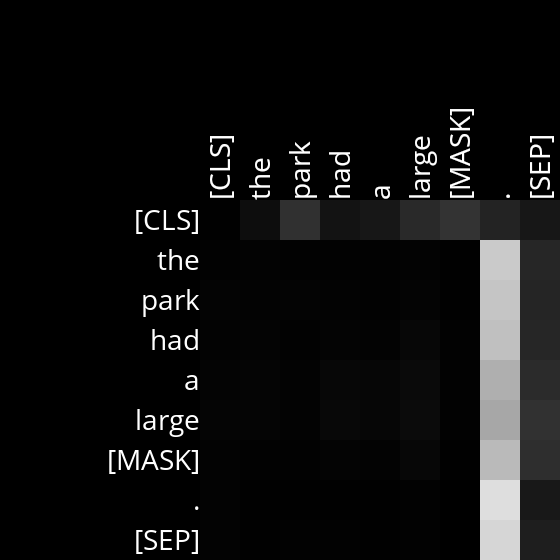 [CLS] the park had a large [MASK] . [SEP]
[CLS]
the
park
had
a
large
[MASK]
.
[SEP]